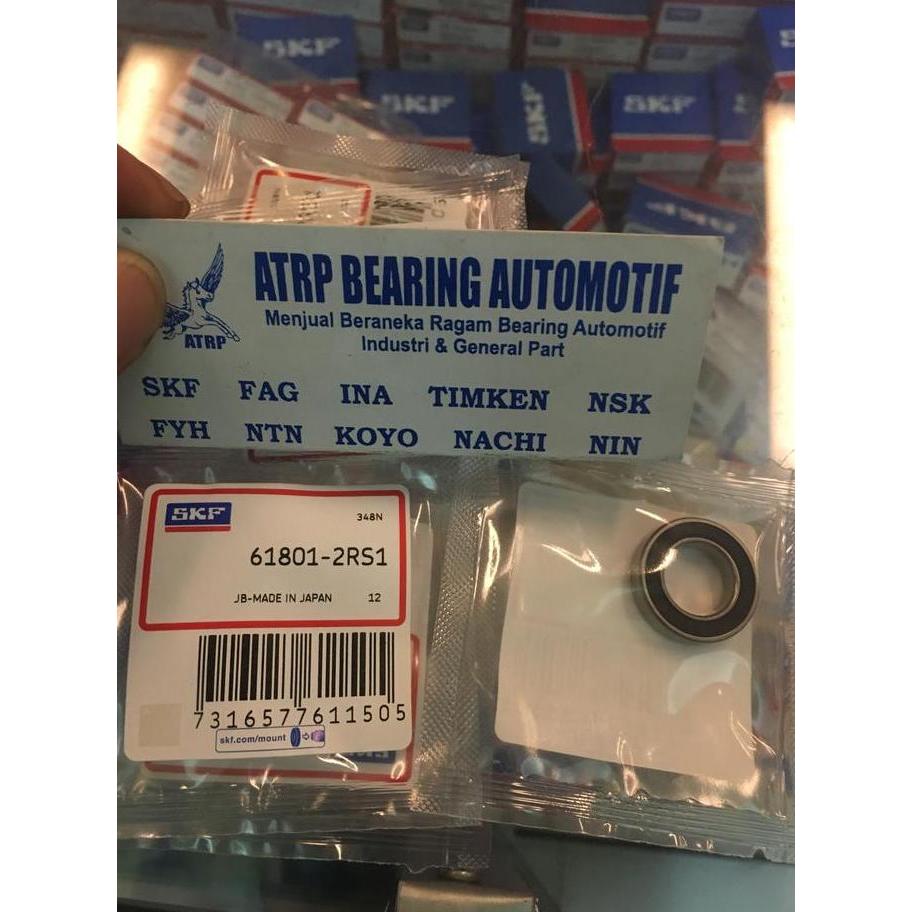 SKF
SKF
SKF
SKF
ATRP BEARING AUTOMOTIF
Menjual Beraneka Ragam Bearing Automotif
Industri & General Part
ATRP
SKF FAG INA TIMKEN NSK
FYH NTN KOYO NACHI NIN
SKF
348N
61801-2RS1
JB-MADE IN JAPAN 12
7316577611505
skf.com/mount